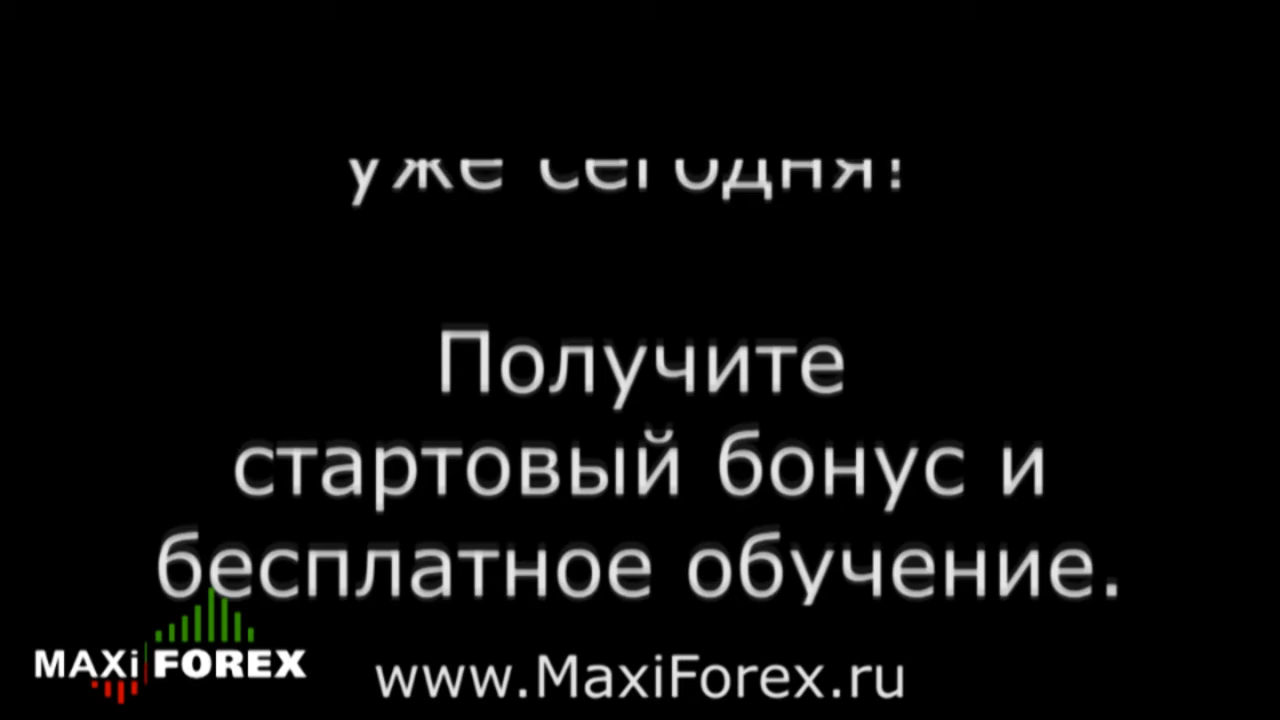 уже сегодня!
Получите
стартовый бонус и
бесплатное обучение.
MAXi FOREX
www.MaxiForex.ru